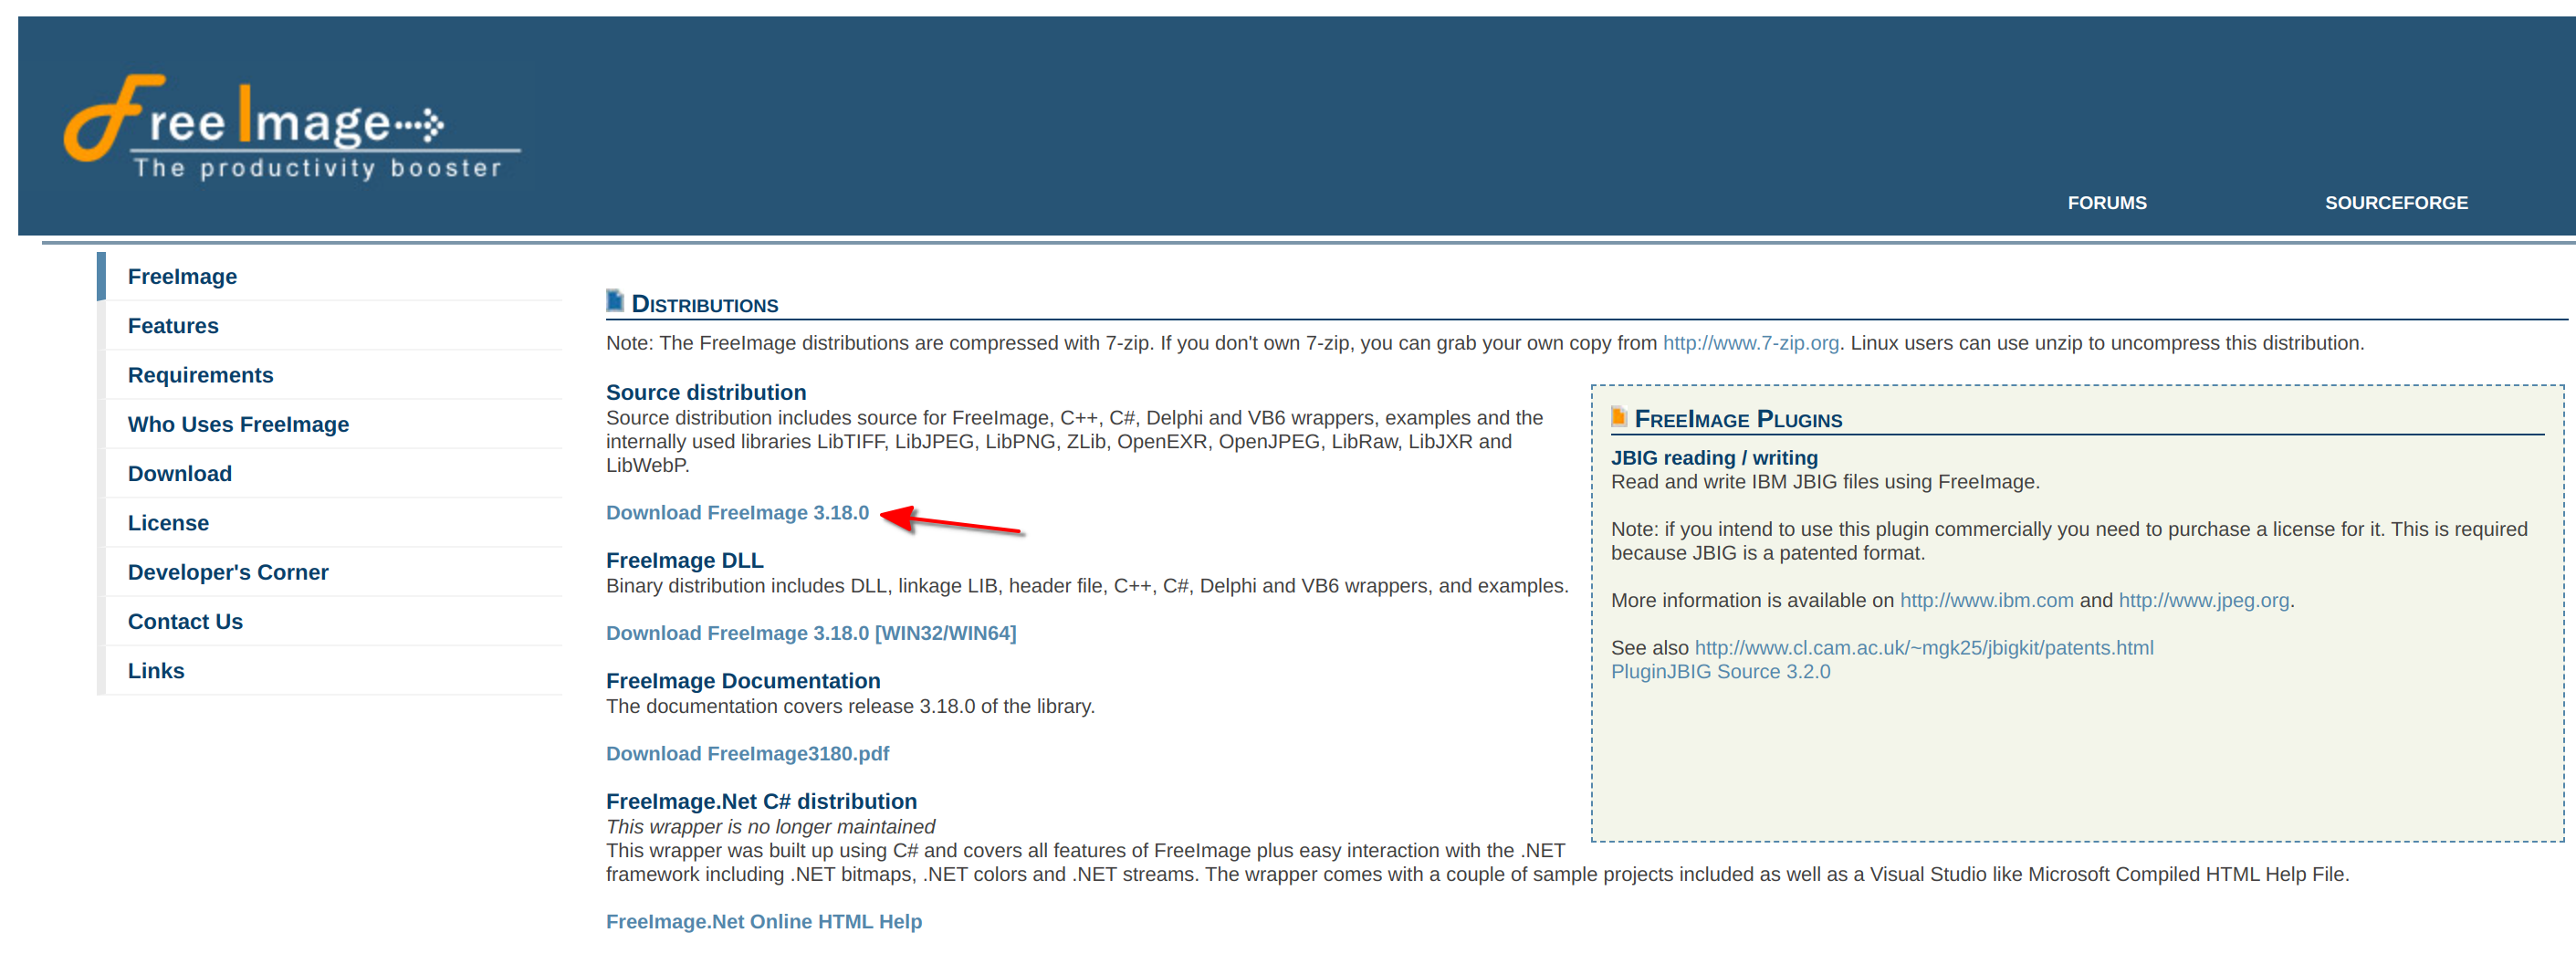 Free Image
The productivity booster
FORUMS
SOURCEFORGE
FreeImage
Features
Requirements
Who Uses FreeImage
Download
License
Developer's Corner
Contact Us
Links
Distributions
Note: The FreeImage distributions are compressed with 7-zip. If you don't own 7-zip, you can grab your own copy from http://www.7-zip.org. Linux users can use unzip to uncompress this distribution.
Source distribution
Source distribution includes source for FreeImage, C++, C#, Delphi and VB6 wrappers, examples and the
internally used libraries LibTIFF, LibJPEG, LibPNG, ZLib, OpenEXR, OpenJPEG, LibRaw, LibJXR and
LibWebP.
Download FreeImage 3.18.0
FreeImage DLL
Binary distribution includes DLL, linkage LIB, header file, C++, C#, Delphi and VB6 wrappers, and examples.
Download FreeImage 3.18.0 [WIN32/WIN64]
FreeImage Documentation
The documentation covers release 3.18.0 of the library.
Download FreeImage3180.pdf
FreeImage.Net C# distribution
This wrapper is no longer maintained
This wrapper was built up using C# and covers all features of FreeImage plus easy interaction with the .NET
framework including .NET bitmaps, .NET colors and .NET streams. The wrapper comes with a couple of sample projects included as well as a Visual Studio like Microsoft Compiled HTML Help File.
FreeImage.Net Online HTML Help
FreeImage Plugins
JBIG reading / writing
Read and write IBM JBIG files using FreeImage.
Note: if you intend to use this plugin commercially you need to purchase a license for it. This is required
because JBIG is a patented format.
More information is available on http://www.ibm.com and http://www.jpeg.org.
See also http://www.cl.cam.ac.uk/~mgk25/jbigkit/patents.html
PluginJBIG Source 3.2.0